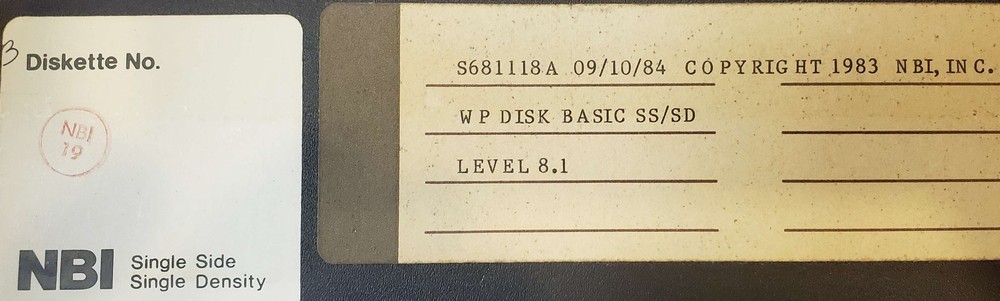 3
Diskette No.
NBI
19
NBI
Single Side
Single Density
S681118A 09/10/84 COPYRIGHT 1983 NBI, INC.
WP DISK BASIC SS/SD
LEVEL 8.1